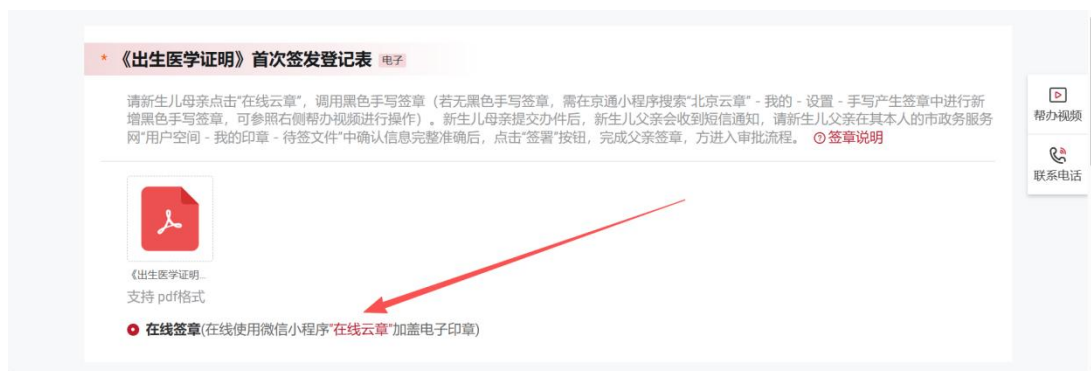 * 《出生医学证明》首次签发登记表 电子
请新生儿母亲点击“在线云章”，调用黑色手写签章（若无黑色手写签章，需在京通小程序搜索“北京云章” - 我的 - 设置 - 手写产生签章中进行新
增黑色手写签章，可参照右侧帮办视频进行操作）。新生儿母亲提交办件后，新生儿父亲会收到短信通知，请新生儿父亲在其本人的市政务服务
网“用户空间 - 我的印章 - 待签文件”中确认信息完整准确后，点击“签署”按钮，完成父亲签章，方进入审批流程。 签章说明
帮办视频
联系电话
《出生医学证明...
支持 pdf格式
在线签章(在线使用微信小程序“在线云章”加盖电子印章)